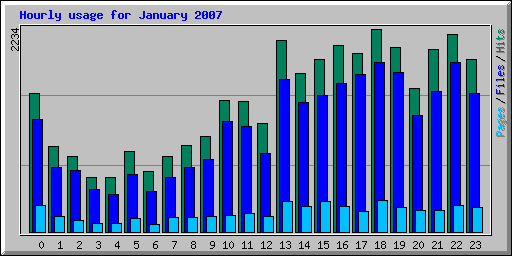 Hourly usage for January 2007
2234
Pages/Files/Hits
0 1 2 3 4 5 6 7 8 9 10 11 12 13 14 15 16 17 18 19 20 21 22 23